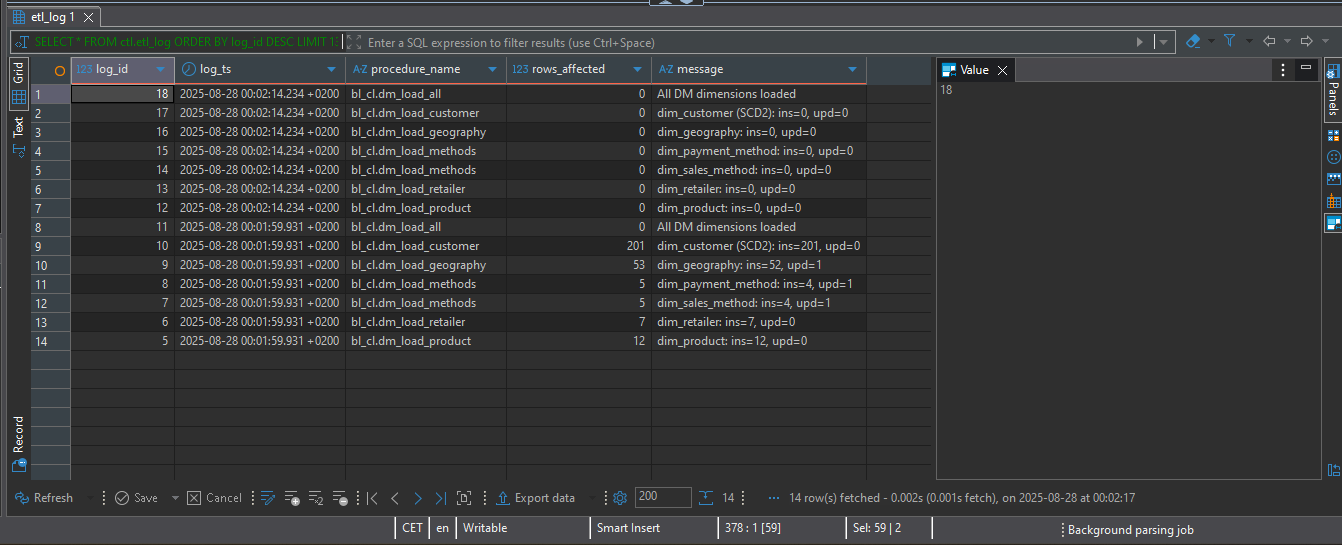 etl_log 1
SELECT * FROM ctl.etl_log ORDER BY log_id DESC LIMIT 1 Enter a SQL expression to filter results (use Ctrl+Space)
Grid
Text
Record
123 log_id log_ts A-Z procedure_name 123 rows_affected A-Z message
1 18 2025-08-28 00:02:14.234 +0200 bl_cl.dm_load_all 0 All DM dimensions loaded
2 17 2025-08-28 00:02:14.234 +0200 bl_cl.dm_load_customer 0 dim_customer (SCD2): ins=0, upd=0
3 16 2025-08-28 00:02:14.234 +0200 bl_cl.dm_load_geography 0 dim_geography: ins=0, upd=0
4 15 2025-08-28 00:02:14.234 +0200 bl_cl.dm_load_methods 0 dim_payment_method: ins=0, upd=0
5 14 2025-08-28 00:02:14.234 +0200 bl_cl.dm_load_methods 0 dim_sales_method: ins=0, upd=0
6 13 2025-08-28 00:02:14.234 +0200 bl_cl.dm_load_retailer 0 dim_retailer: ins=0, upd=0
7 12 2025-08-28 00:02:14.234 +0200 bl_cl.dm_load_product 0 dim_product: ins=0, upd=0
8 11 2025-08-28 00:01:59.931 +0200 bl_cl.dm_load_all 0 All DM dimensions loaded
9 10 2025-08-28 00:01:59.931 +0200 bl_cl.dm_load_customer 201 dim_customer (SCD2): ins=201, upd=0
10 9 2025-08-28 00:01:59.931 +0200 bl_cl.dm_load_geography 53 dim_geography: ins=52, upd=1
11 8 2025-08-28 00:01:59.931 +0200 bl_cl.dm_load_methods 5 dim_payment_method: ins=4, upd=1
12 7 2025-08-28 00:01:59.931 +0200 bl_cl.dm_load_methods 5 dim_sales_method: ins=4, upd=1
13 6 2025-08-28 00:01:59.931 +0200 bl_cl.dm_load_retailer 7 dim_retailer: ins=7, upd=0
14 5 2025-08-28 00:01:59.931 +0200 bl_cl.dm_load_product 12 dim_product: ins=12, upd=0
Value
18
Panels
Refresh Save Cancel Export data 200 14 14 row(s) fetched - 0.002s (0.001s fetch), on 2025-08-28 at 00:02:17
CET en Writable Smart Insert 378 : 1 [59] Sel: 59 | 2 Background parsing job